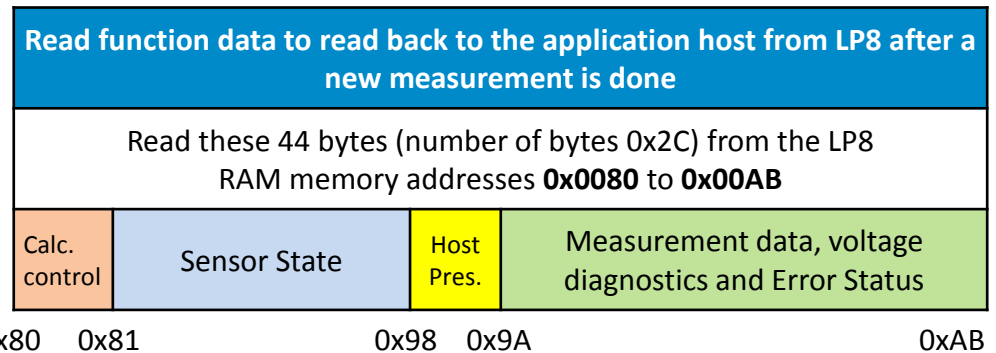 Read function data to read back to the application host from LP8 after a
new measurement is done
Read these 44 bytes (number of bytes 0x2C) from the LP8
RAM memory addresses 0x0080 to 0x00AB
Calc.
control
Sensor State
Host
Pres.
Measurement data, voltage
diagnostics and Error Status
x80 0x81 0x98 0x9A 0xAB